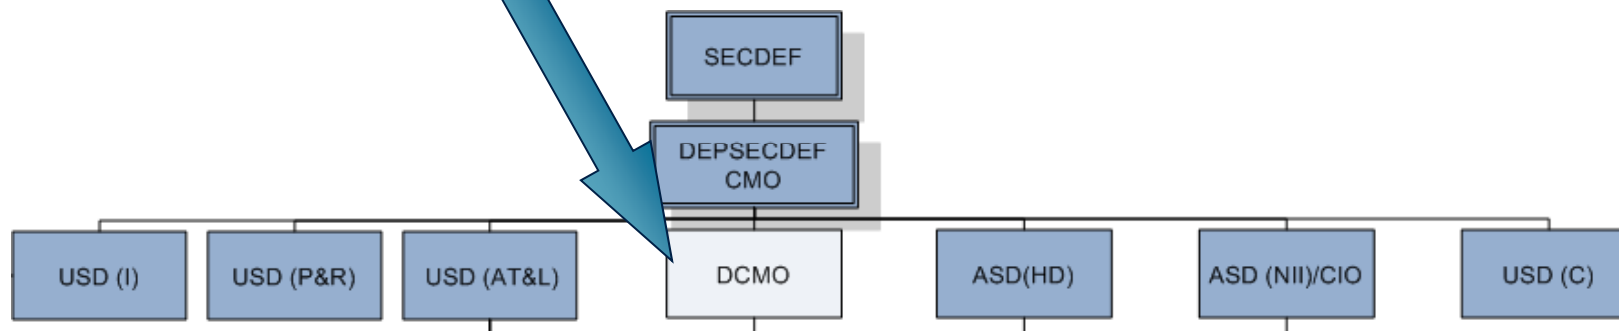 SECDEF
DEPSECDEF
CMO
USD (I)
USD (P&R)
USD (AT&L)
DCMO
ASD(HD)
ASD (NII)/CIO
USD (C)